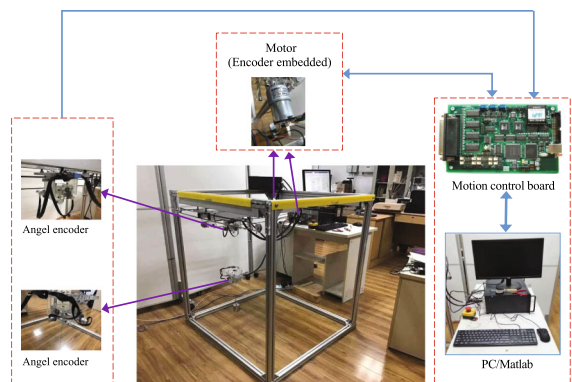 Motor
(Encoder embedded)
Motion control board
Angel encoder
Angel encoder
PC/Matlab